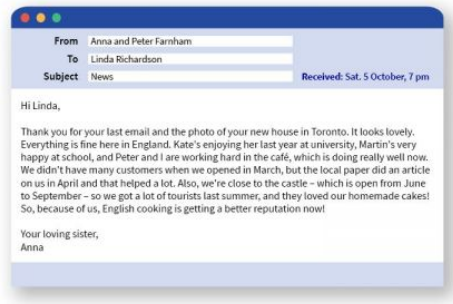 From Anna and Peter Farnham
To Linda Richardson
Subject News Received: Sat. 5 October, 7 pm
Hi Linda,
Thank you for your last email and the photo of your new house in Toronto. It looks lovely.
Everything is fine here in England. Kate's enjoying her last year at university, Martin's very
happy at school, and Peter and I are working hard in the café, which is doing really well now.
We didn't have many customers when we opened in March, but the local paper did an article
on us in April and that helped a lot. Also, we're close to the castle – which is open from June
to September – so we got a lot of tourists last summer, and they loved our homemade cakes!
So, because of us, English cooking is getting a better reputation now!
Your loving sister,
Anna